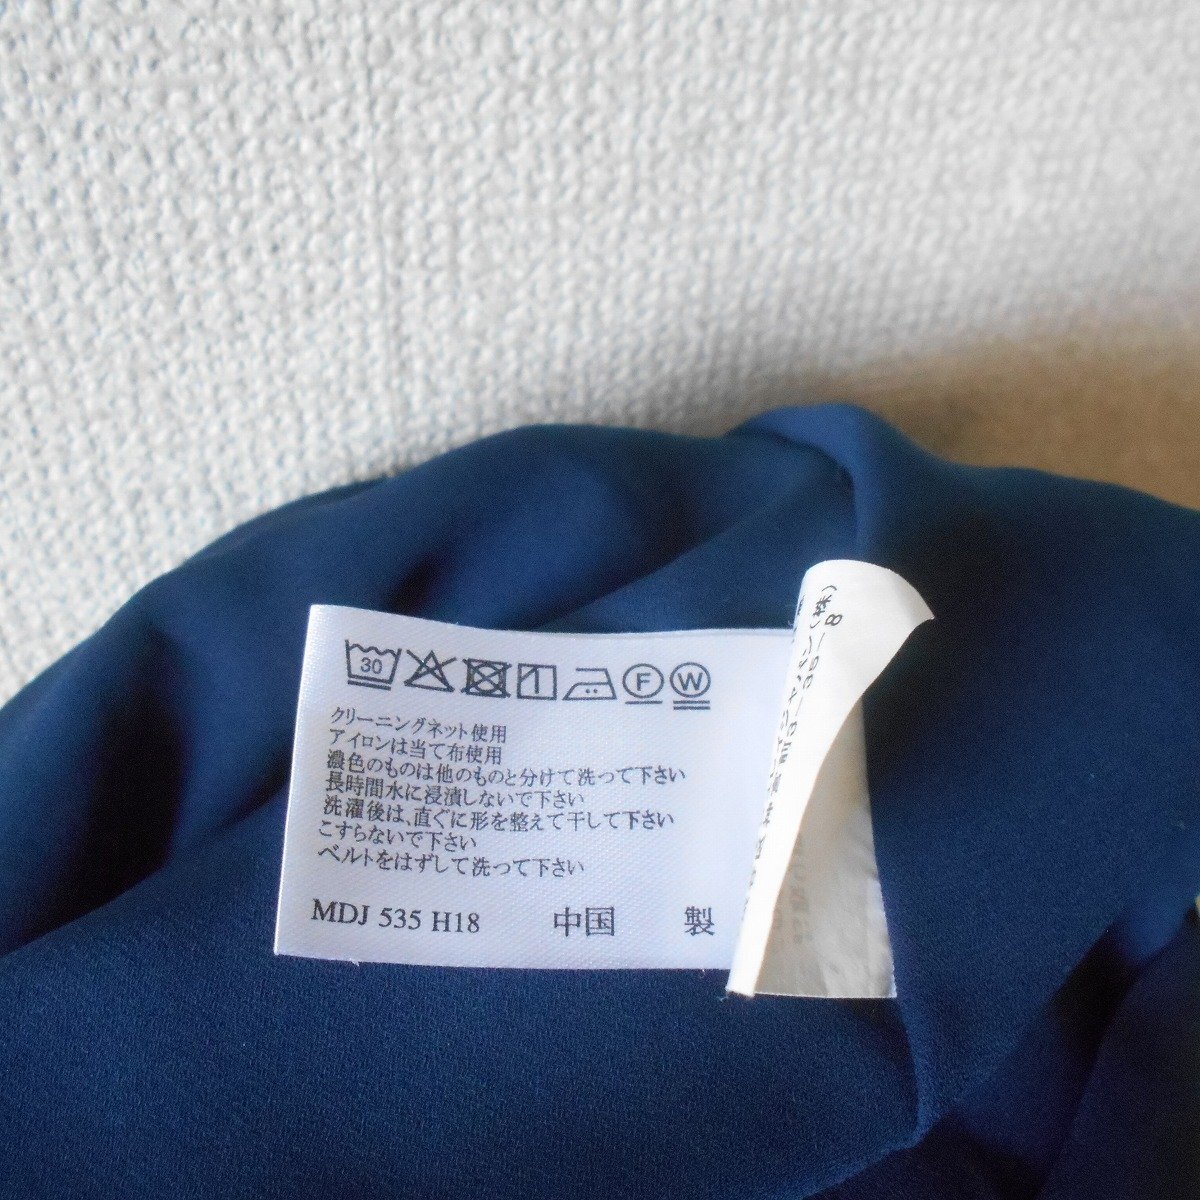 30
F
W
クリーニングネット使用
アイロンは当て布使用
濃色のものは他のものと分けて洗って下さい
長時間水に浸漬しないで下さい
洗濯後は、直ぐに形を整えて干して下さい
こすらないで下さい
ベルトをはずして洗って下さい
MDJ 535 H18 中国 製
(株)